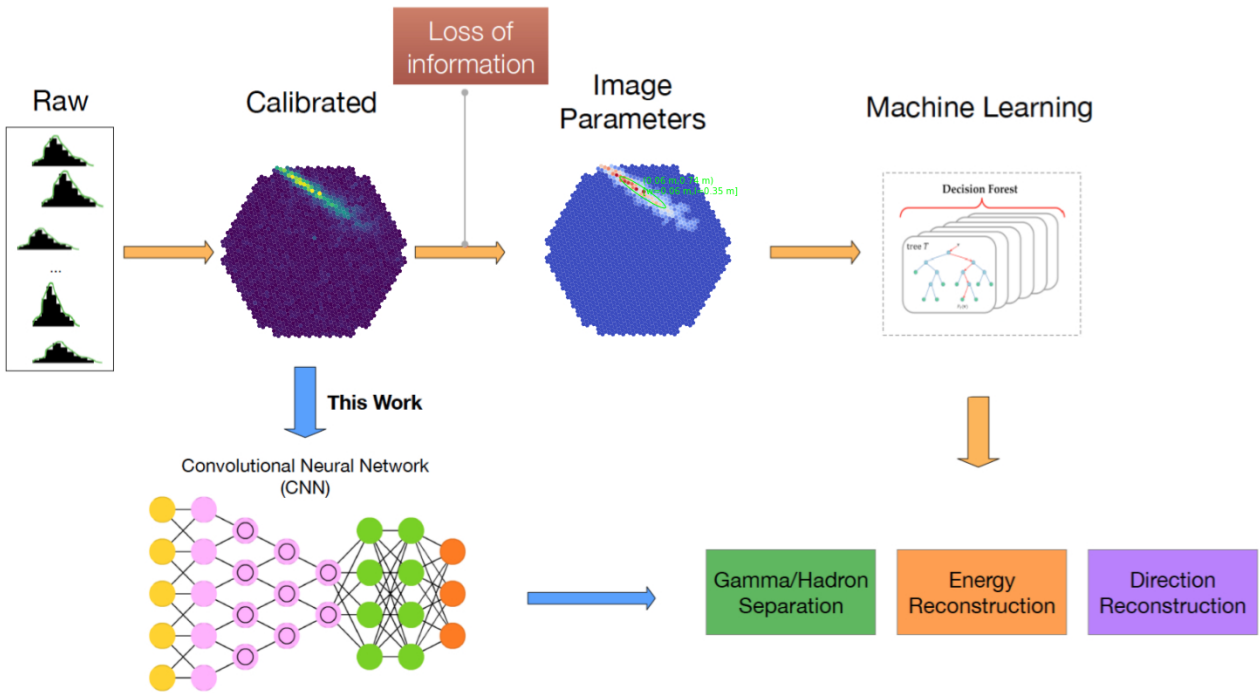 Loss of
information
Raw
Calibrated
Image
Parameters
Machine Learning
Decision Forest
tree T
...
This Work
Convolutional Neural Network
(CNN)
Gamma/Hadron
Separation
Energy
Reconstruction
Direction
Reconstruction